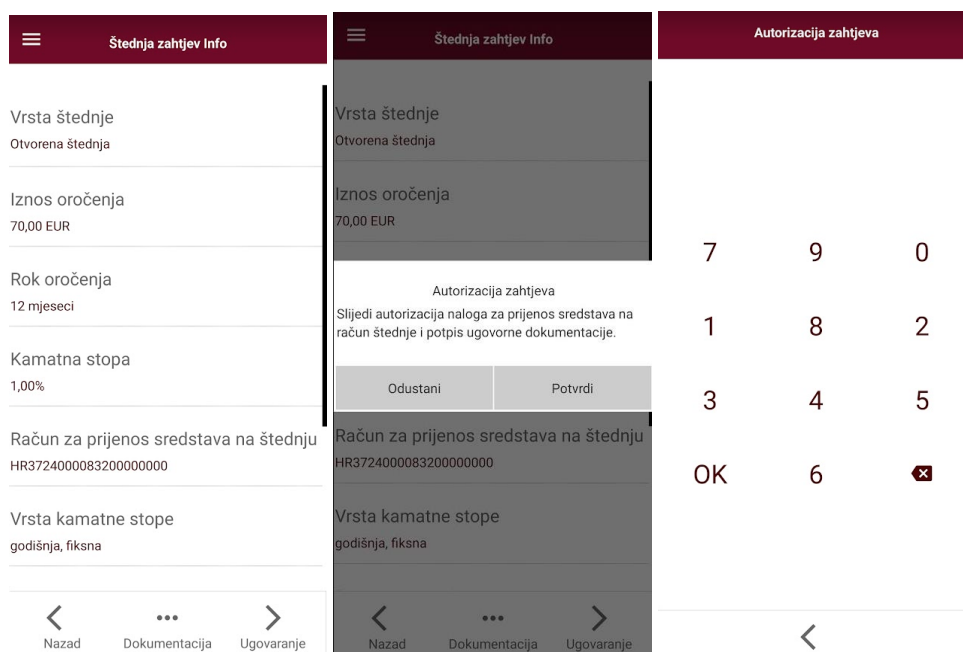 Štednja zahtjev Info
Vrsta štednje
Otvorena štednja
Iznos oročenja
70,00 EUR
Rok oročenja
12 mjeseci
Kamatna stopa
1,00%
Račun za prijenos sredstava na štednju
HR3724000083200000000
Vrsta kamatne stope
godišnja, fiksna
Nazad Dokumentacija Ugovaranje
Štednja zahtjev Info
Vrsta štednje
Otvorena štednja
Iznos oročenja
70,00 EUR
Autorizacija zahtjeva
Slijedi autorizacija naloga za prijenos sredstava na
račun štednje i potpis ugovorne dokumentacije.
Odustani Potvrdi
Račun za prijenos sredstava na štednju
HR3724000083200000000
Vrsta kamatne stope
godišnja, fiksna
Nazad Dokumentacija Ugovaranje
Autorizacija zahtjeva
7 9 0
1 8 2
3 4 5
OK 6